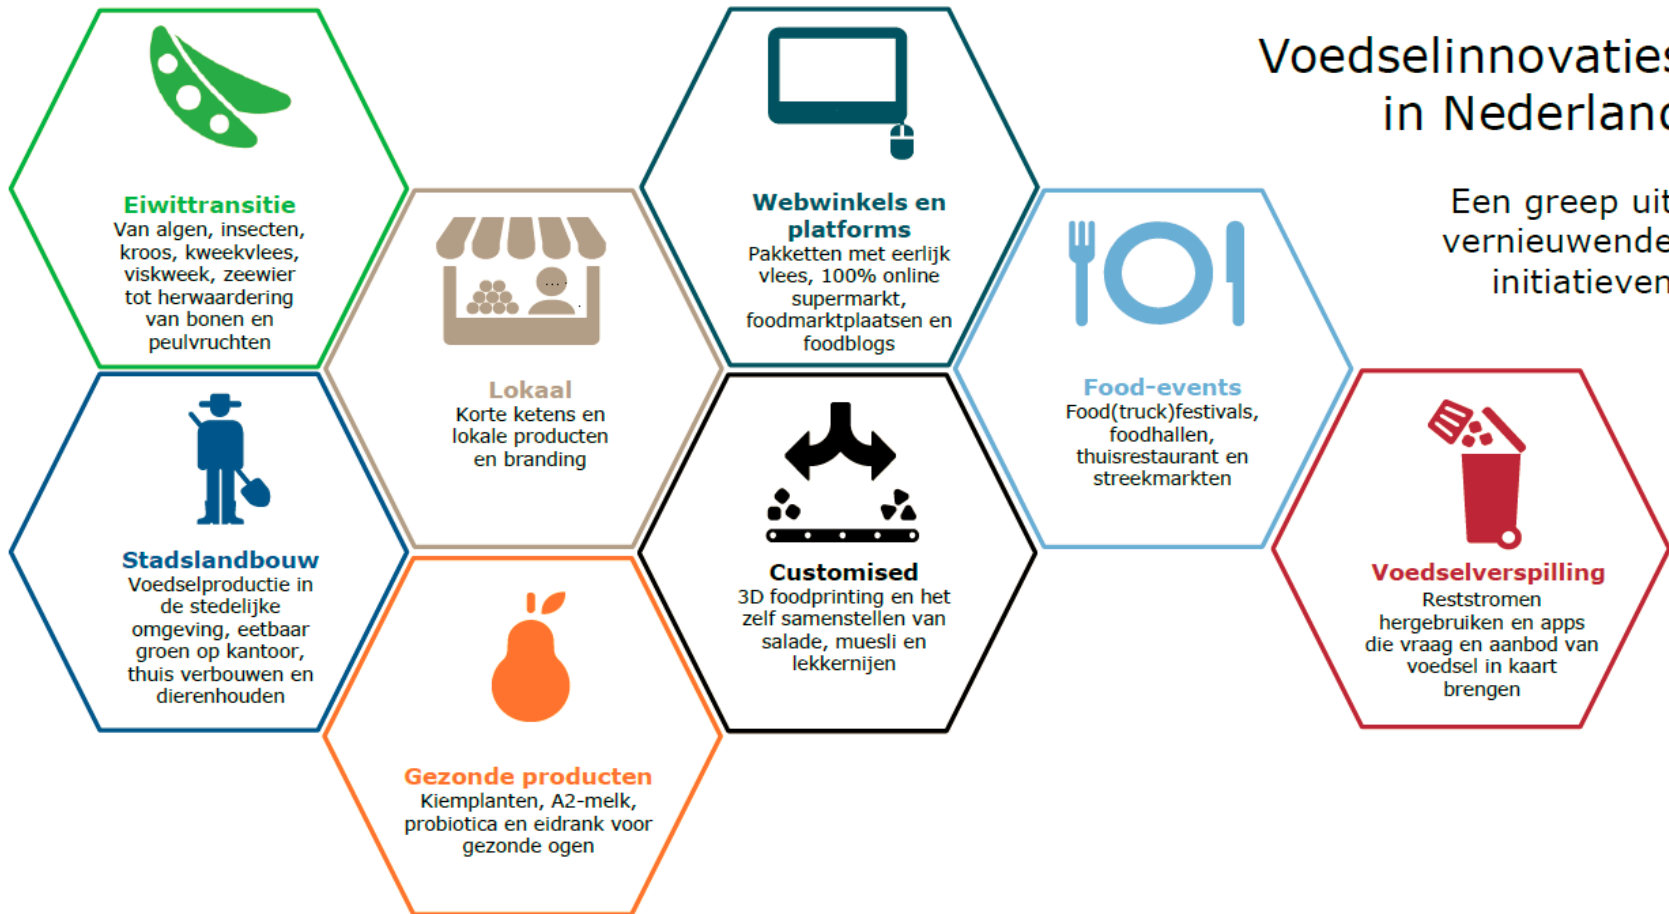 Voedselinnovaties
in Nederland
Een greep uit
vernieuwende
initiatieven
Eiwittransitie
Van algen, insecten,
kroos, kweekvlees,
viskweek, zeewier
tot herwaardering
van bonen en
peulvruchten
Lokaal
Korte ketens en
lokale producten
en branding
Webwinkels en
platforms
Pakketten met eerlijk
vlees, 100% online
supermarkt,
foodmarktplaatsen en
foodblogs
Food-events
Food(truck)festivals,
foodhallen,
thuisrestaurant en
streekmarkten
Stadslandbouw
Voedselproductie in
de stedelijke
omgeving, eetbaar
groen op kantoor,
thuis verbouwen en
dierenhouden
Gezonde producten
Kiemplanten, A2-melk,
probiotica en eidrank voor
gezonde ogen
Customised
3D foodprinting en het
zelf samenstellen van
salade, muesli en
lekkernijen
Voedselverspilling
Reststromen
hergebruiken en apps
die vraag en aanbod van
voedsel in kaart
brengen